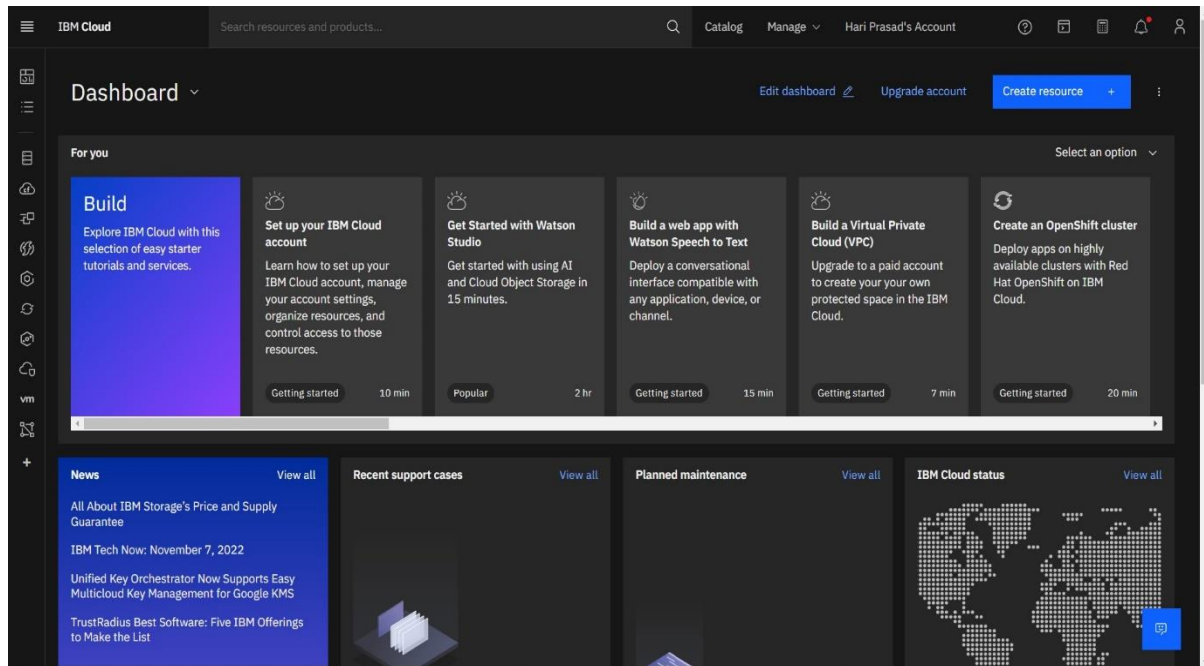 IBM Cloud
Search resources and products...
Catalog
Manage
Hari Prasad's Account
Dashboard
Edit dashboard
Upgrade account
Create resource +
For you
Select an option
Build
Explore IBM Cloud with this
selection of easy starter
tutorials and services.
Set up your IBM Cloud
account
Learn how to set up your
IBM Cloud account, manage
your account settings,
organize resources, and
control access to those
resources.
Getting started
10 min
Get Started with Watson
Studio
Get started with using AI
and Cloud Object Storage in
15 minutes.
Popular
2 hr
Build a web app with
Watson Speech to Text
Deploy a conversational
interface compatible with
any application, device, or
channel.
Getting started
15 min
Build a Virtual Private
Cloud (VPC)
Upgrade to a paid account
to create your your own
protected space in the IBM
Cloud.
Getting started
7 min
Create an OpenShift cluster
Deploy apps on highly
available clusters with Red
Hat OpenShift on IBM
Cloud.
Getting started
20 min
vm
News
View all
All About IBM Storage's Price and Supply
Guarantee
IBM Tech Now: November 7, 2022
Unified Key Orchestrator Now Supports Easy
Multicloud Key Management for Google KMS
TrustRadius Best Software: Five IBM Offerings
to Make the List
Recent support cases
View all
Planned maintenance
View all
IBM Cloud status
View all